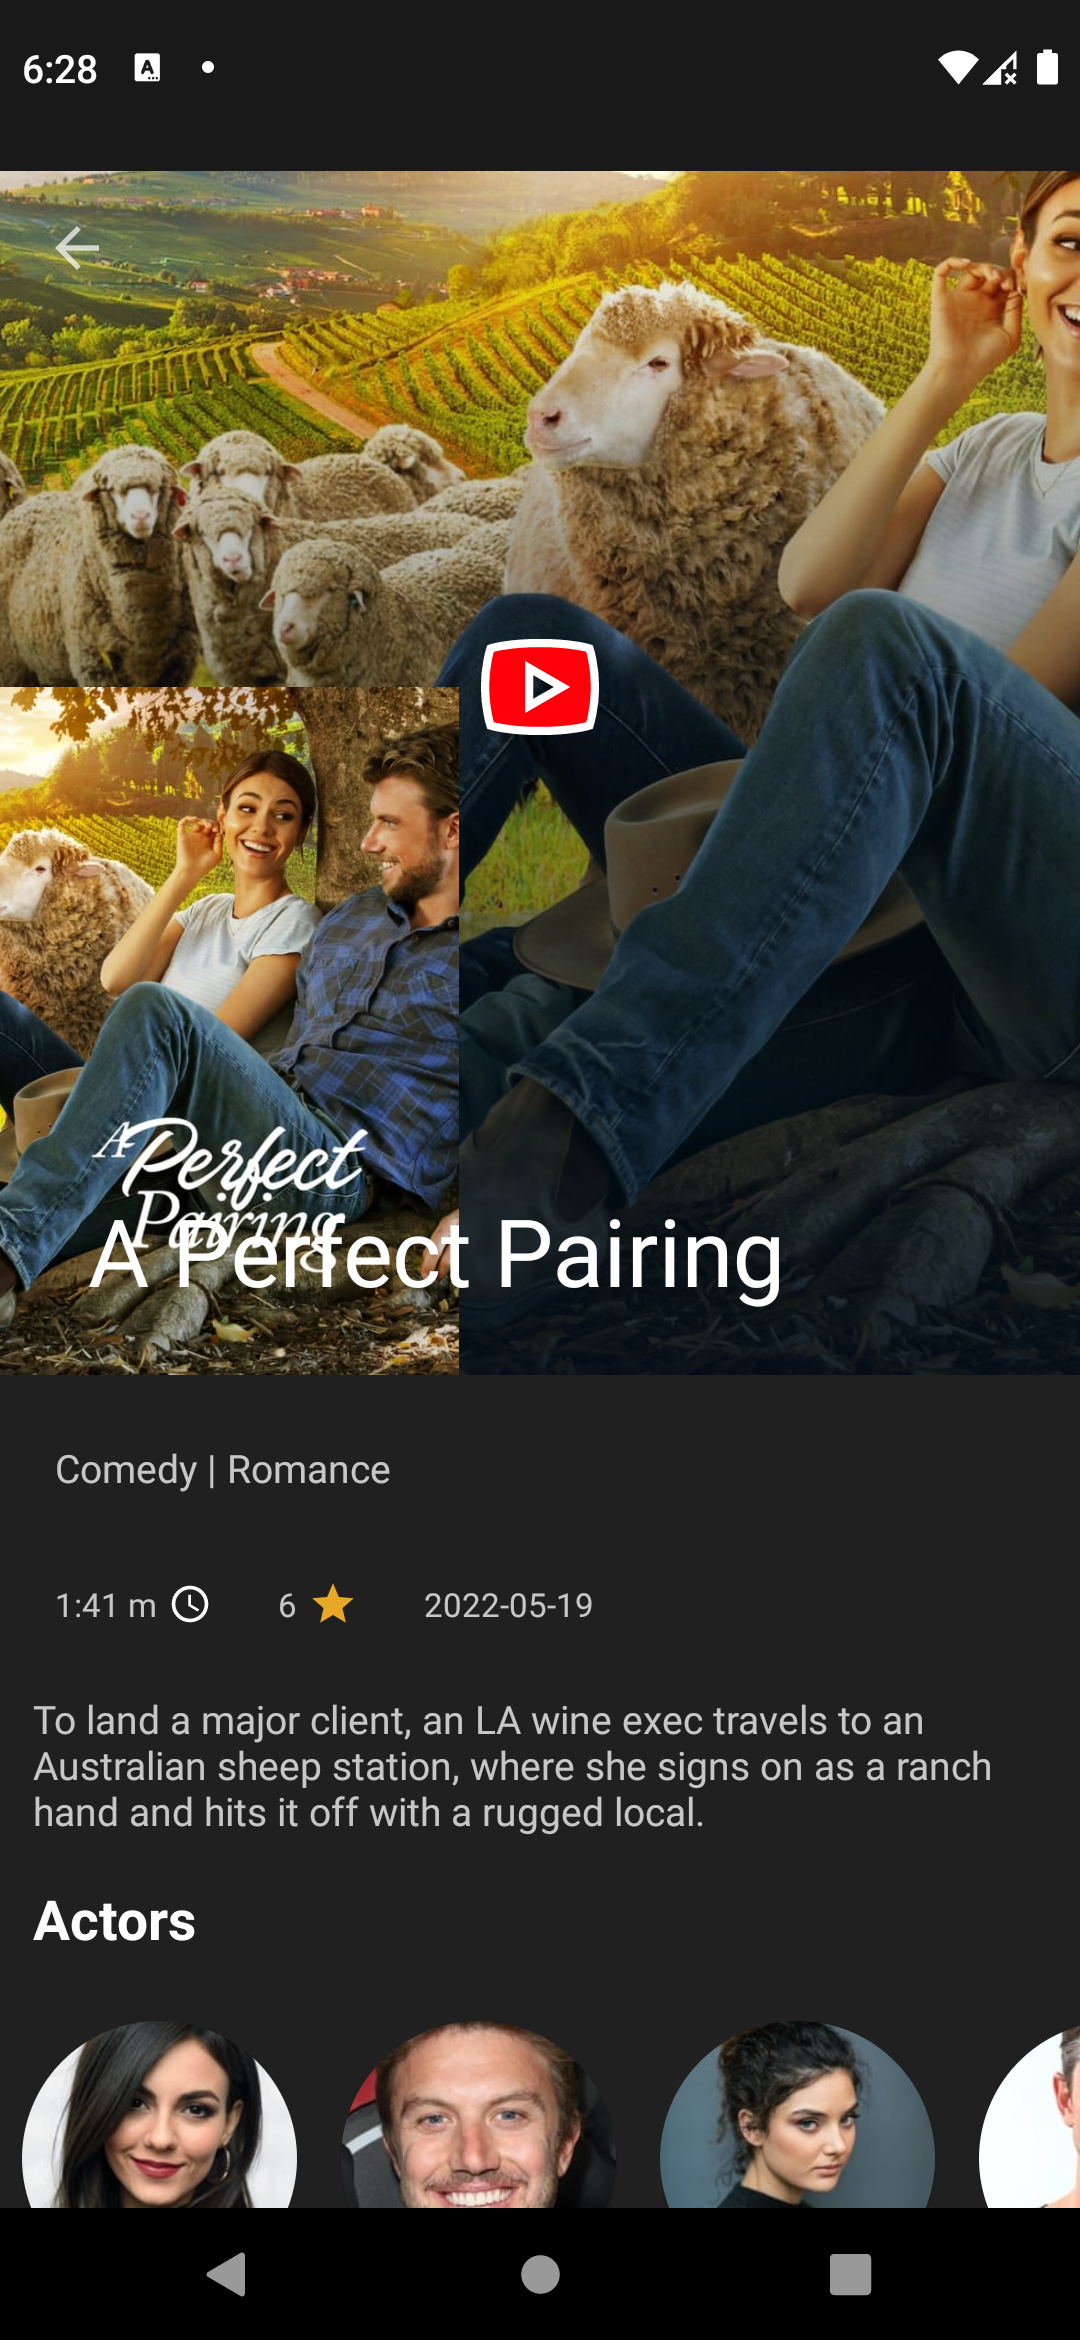 6:28
A Perfect
Pairing
A Perfect Pairing
Comedy | Romance
1:41 m
6
2022-05-19
To land a major client, an LA wine exec travels to an
Australian sheep station, where she signs on as a ranch
hand and hits it off with a rugged local.
Actors